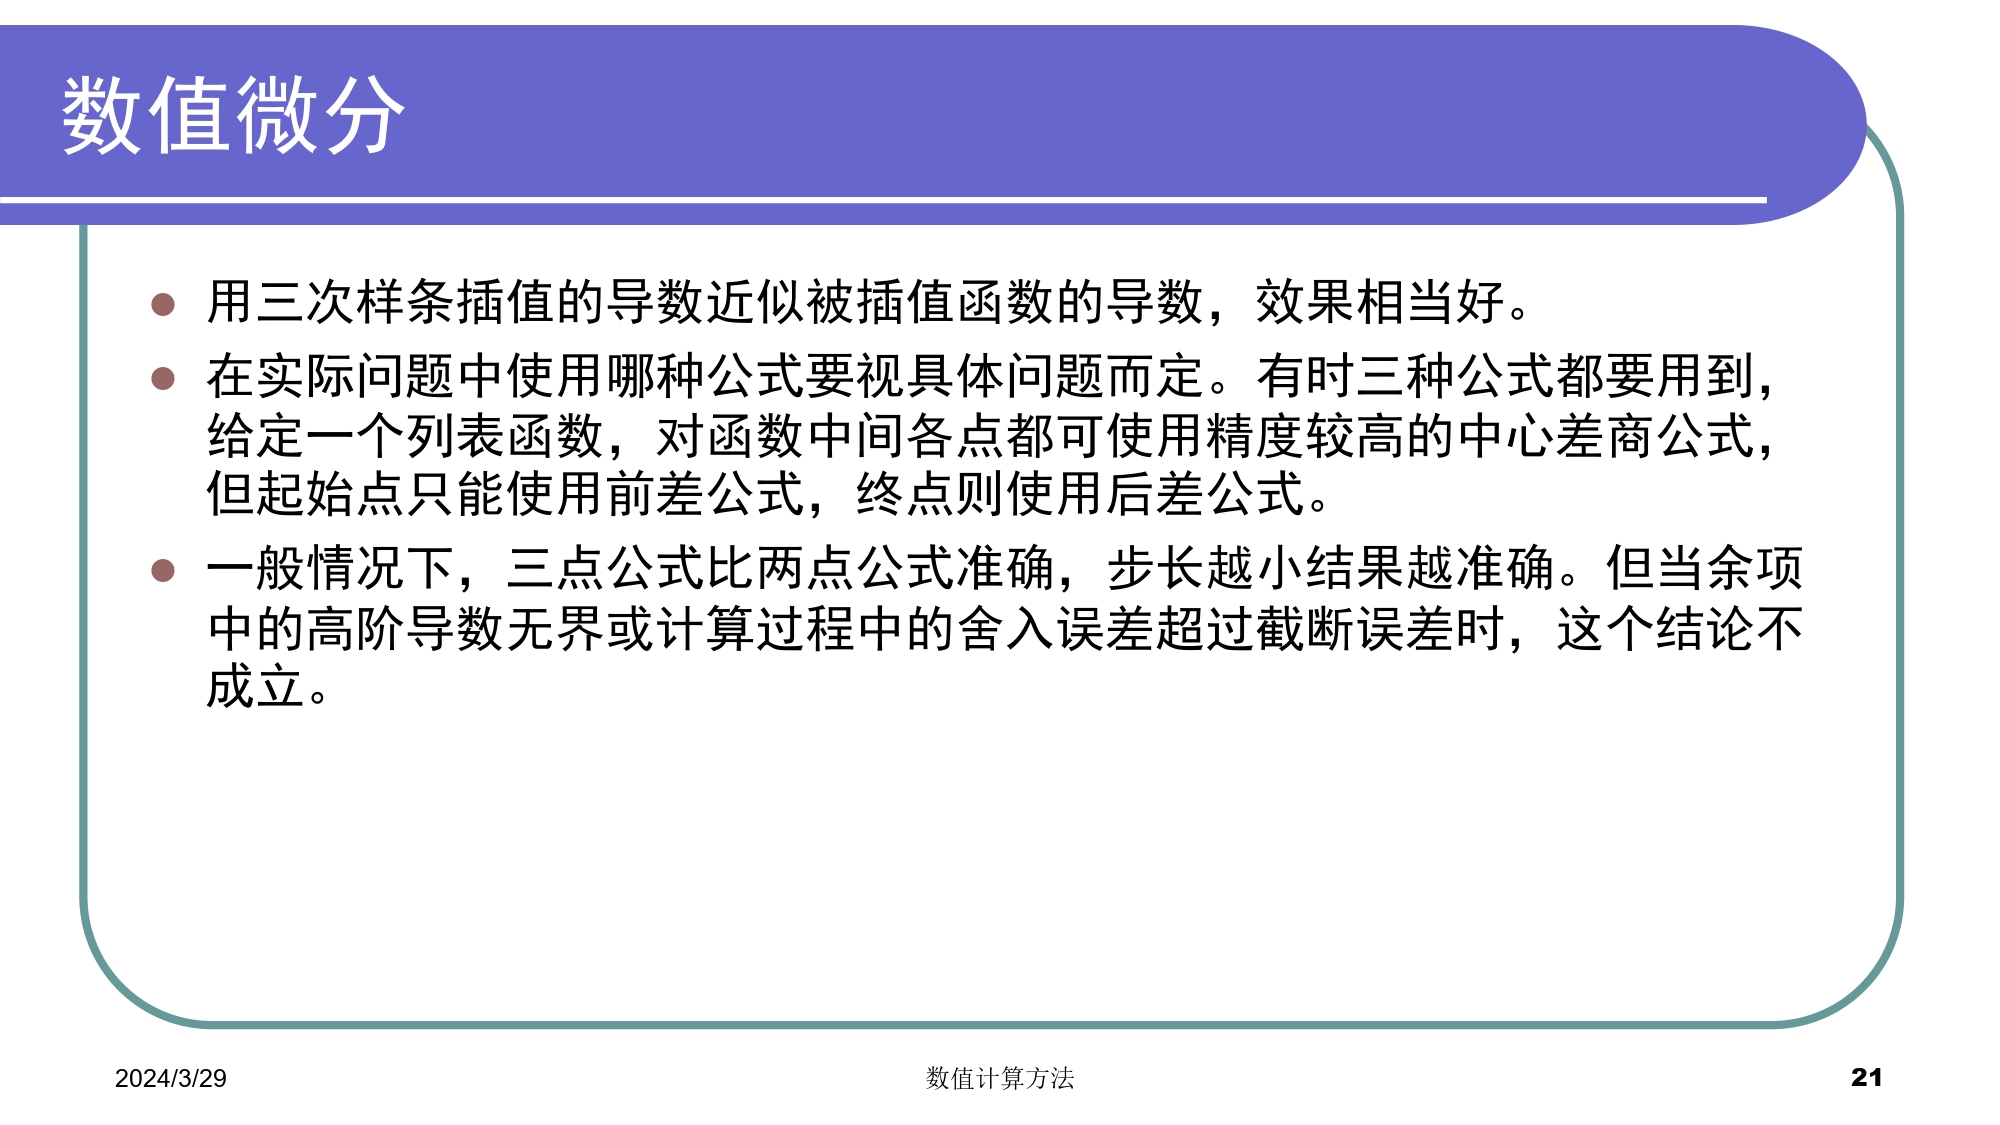 数值微分
用三次样条插值的导数近似被插值函数的导数，效果相当好。
在实际问题中使用哪种公式要视具体问题而定。有时三种公式都要用到，
给定一个列表函数，对函数中间各点都可使用精度较高的中心差商公式，
但起始点只能使用前差公式，终点则使用后差公式。
一般情况下，三点公式比两点公式准确，步长越小结果越准确。但当余项
中的高阶导数无界或计算过程中的舍入误差超过截断误差时，这个结论不
成立。
2024/3/29
数值计算方法
21